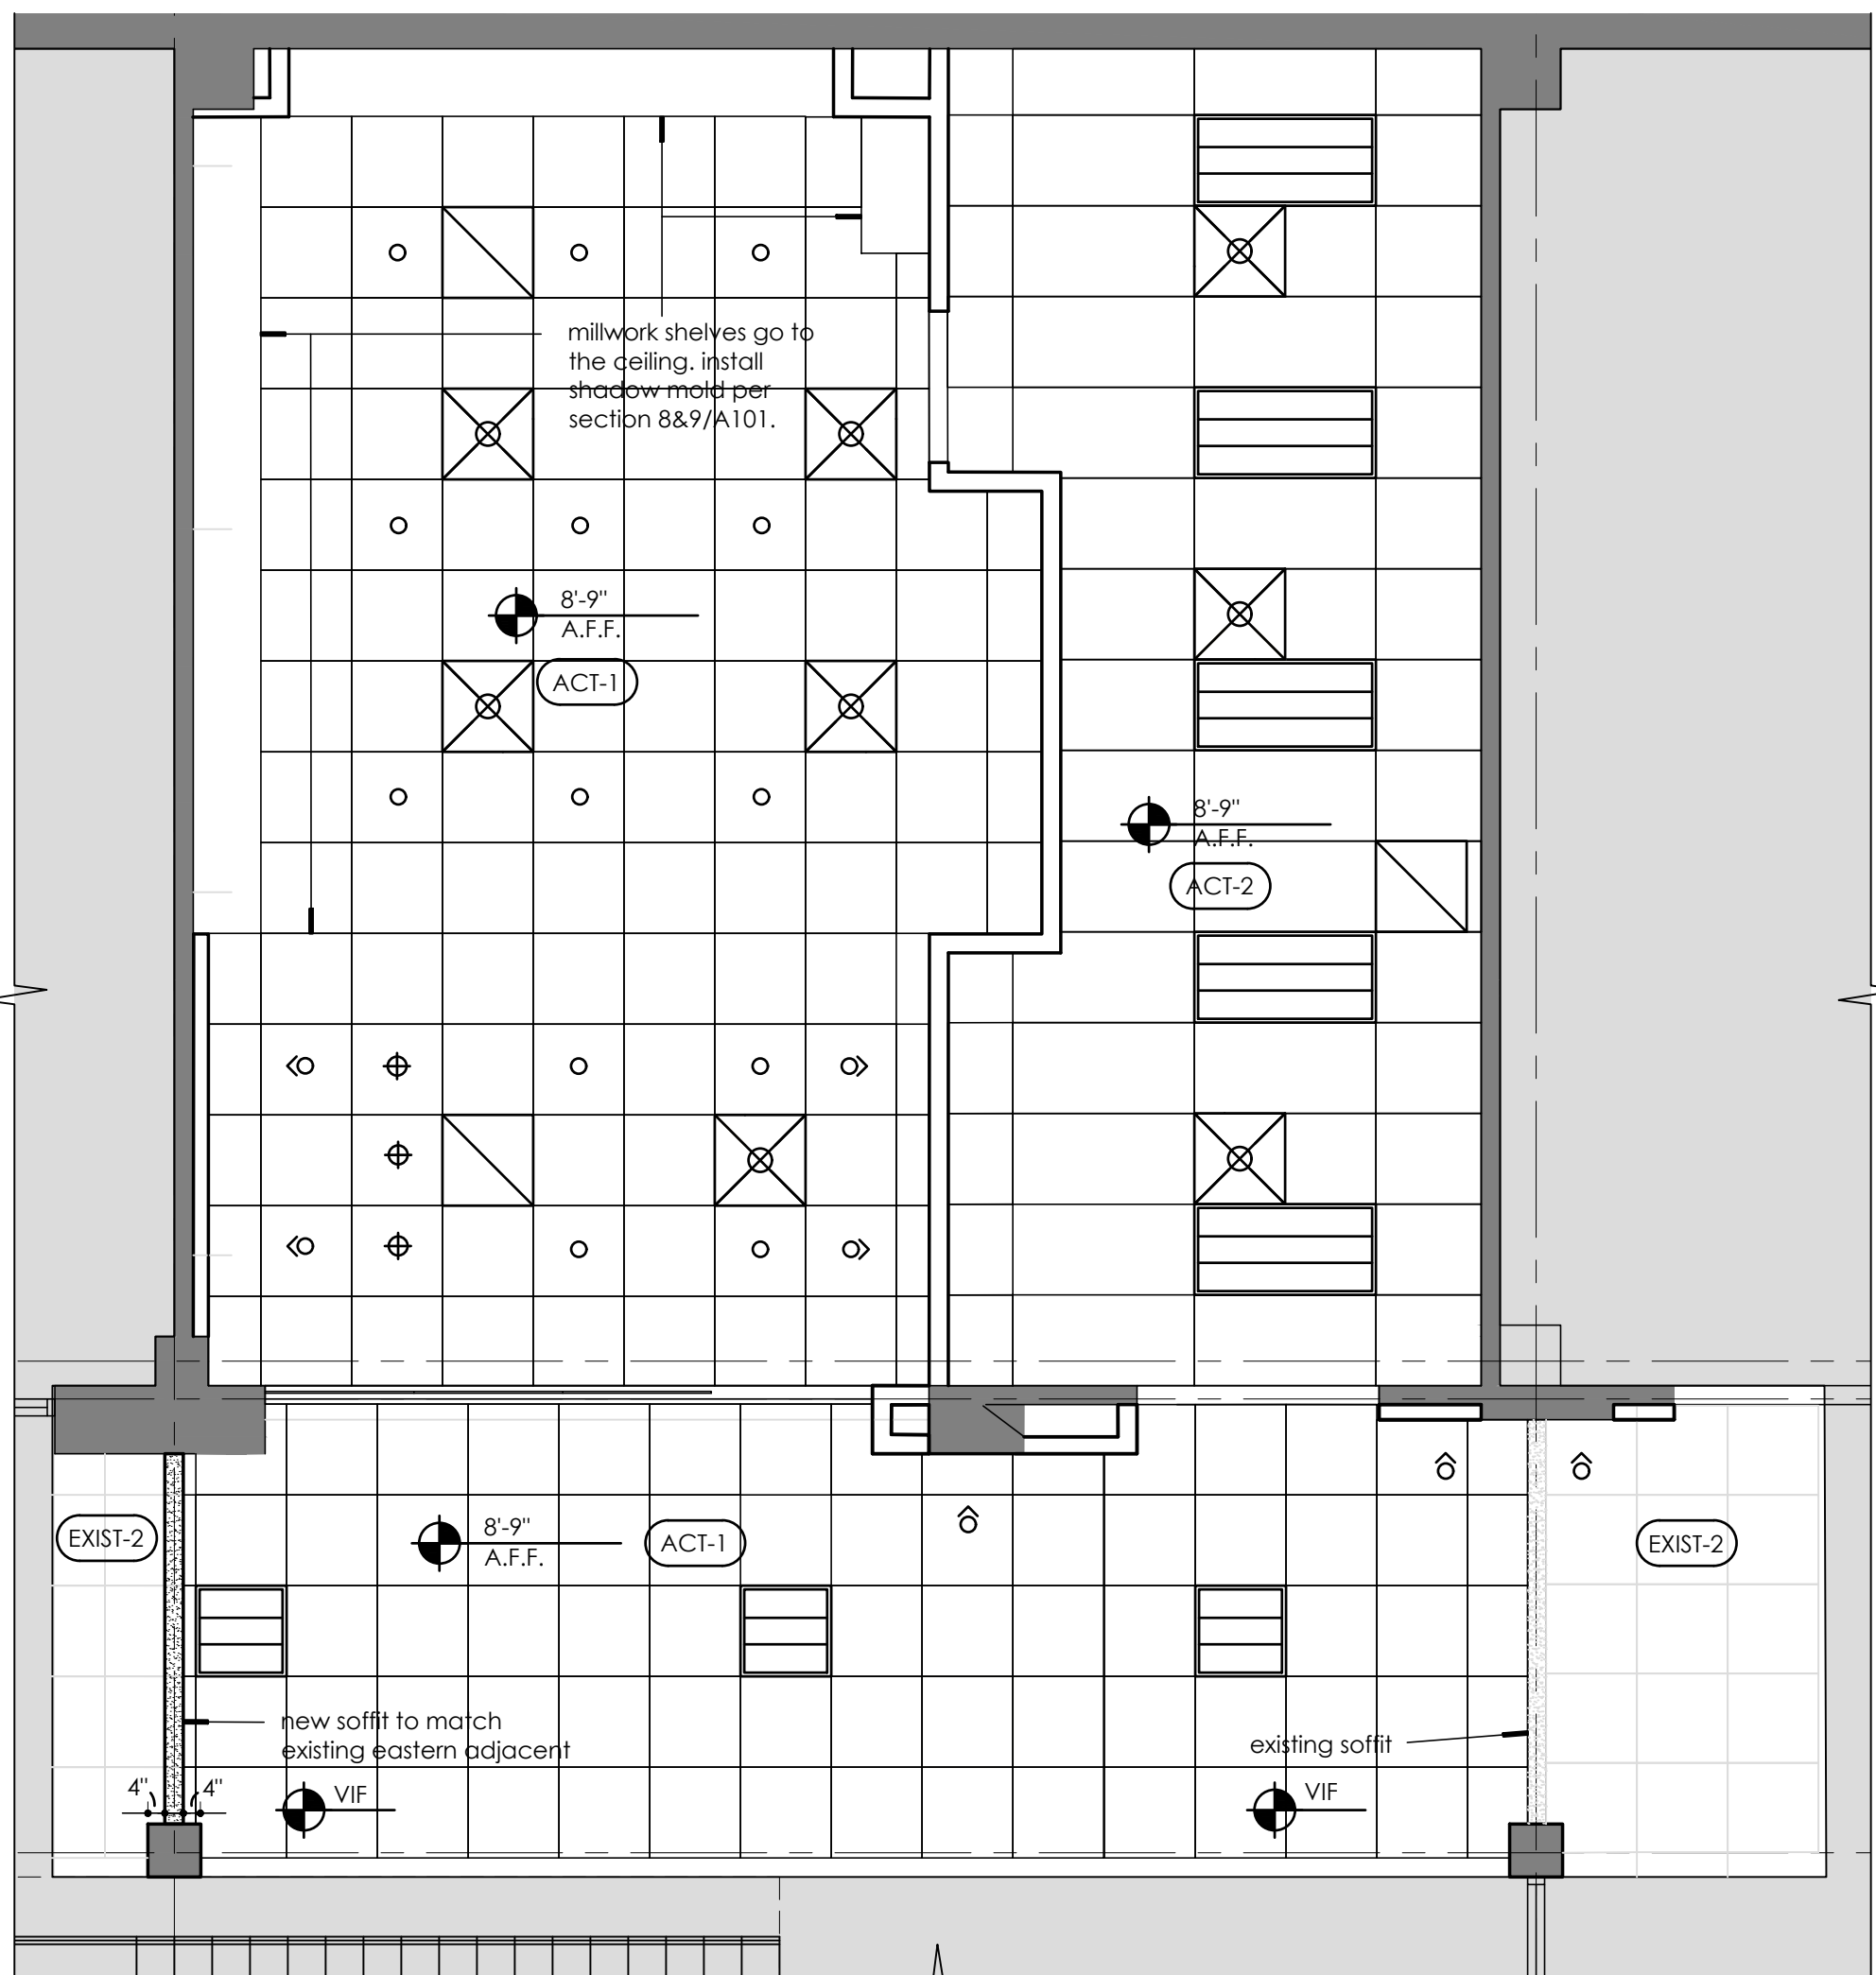 millwork shelves go to
the ceiling. install
shadow mold per
section 8&9/A101.
8'-9"
A.F.F.
ACT-1
8'-9"
A.F.F.
ACT-2
EXIST-2
8'-9"
A.F.F.
ACT-1
EXIST-2
new soffit to match
existing eastern adjacent
existing soffit
4"
4"
VIF
VIF